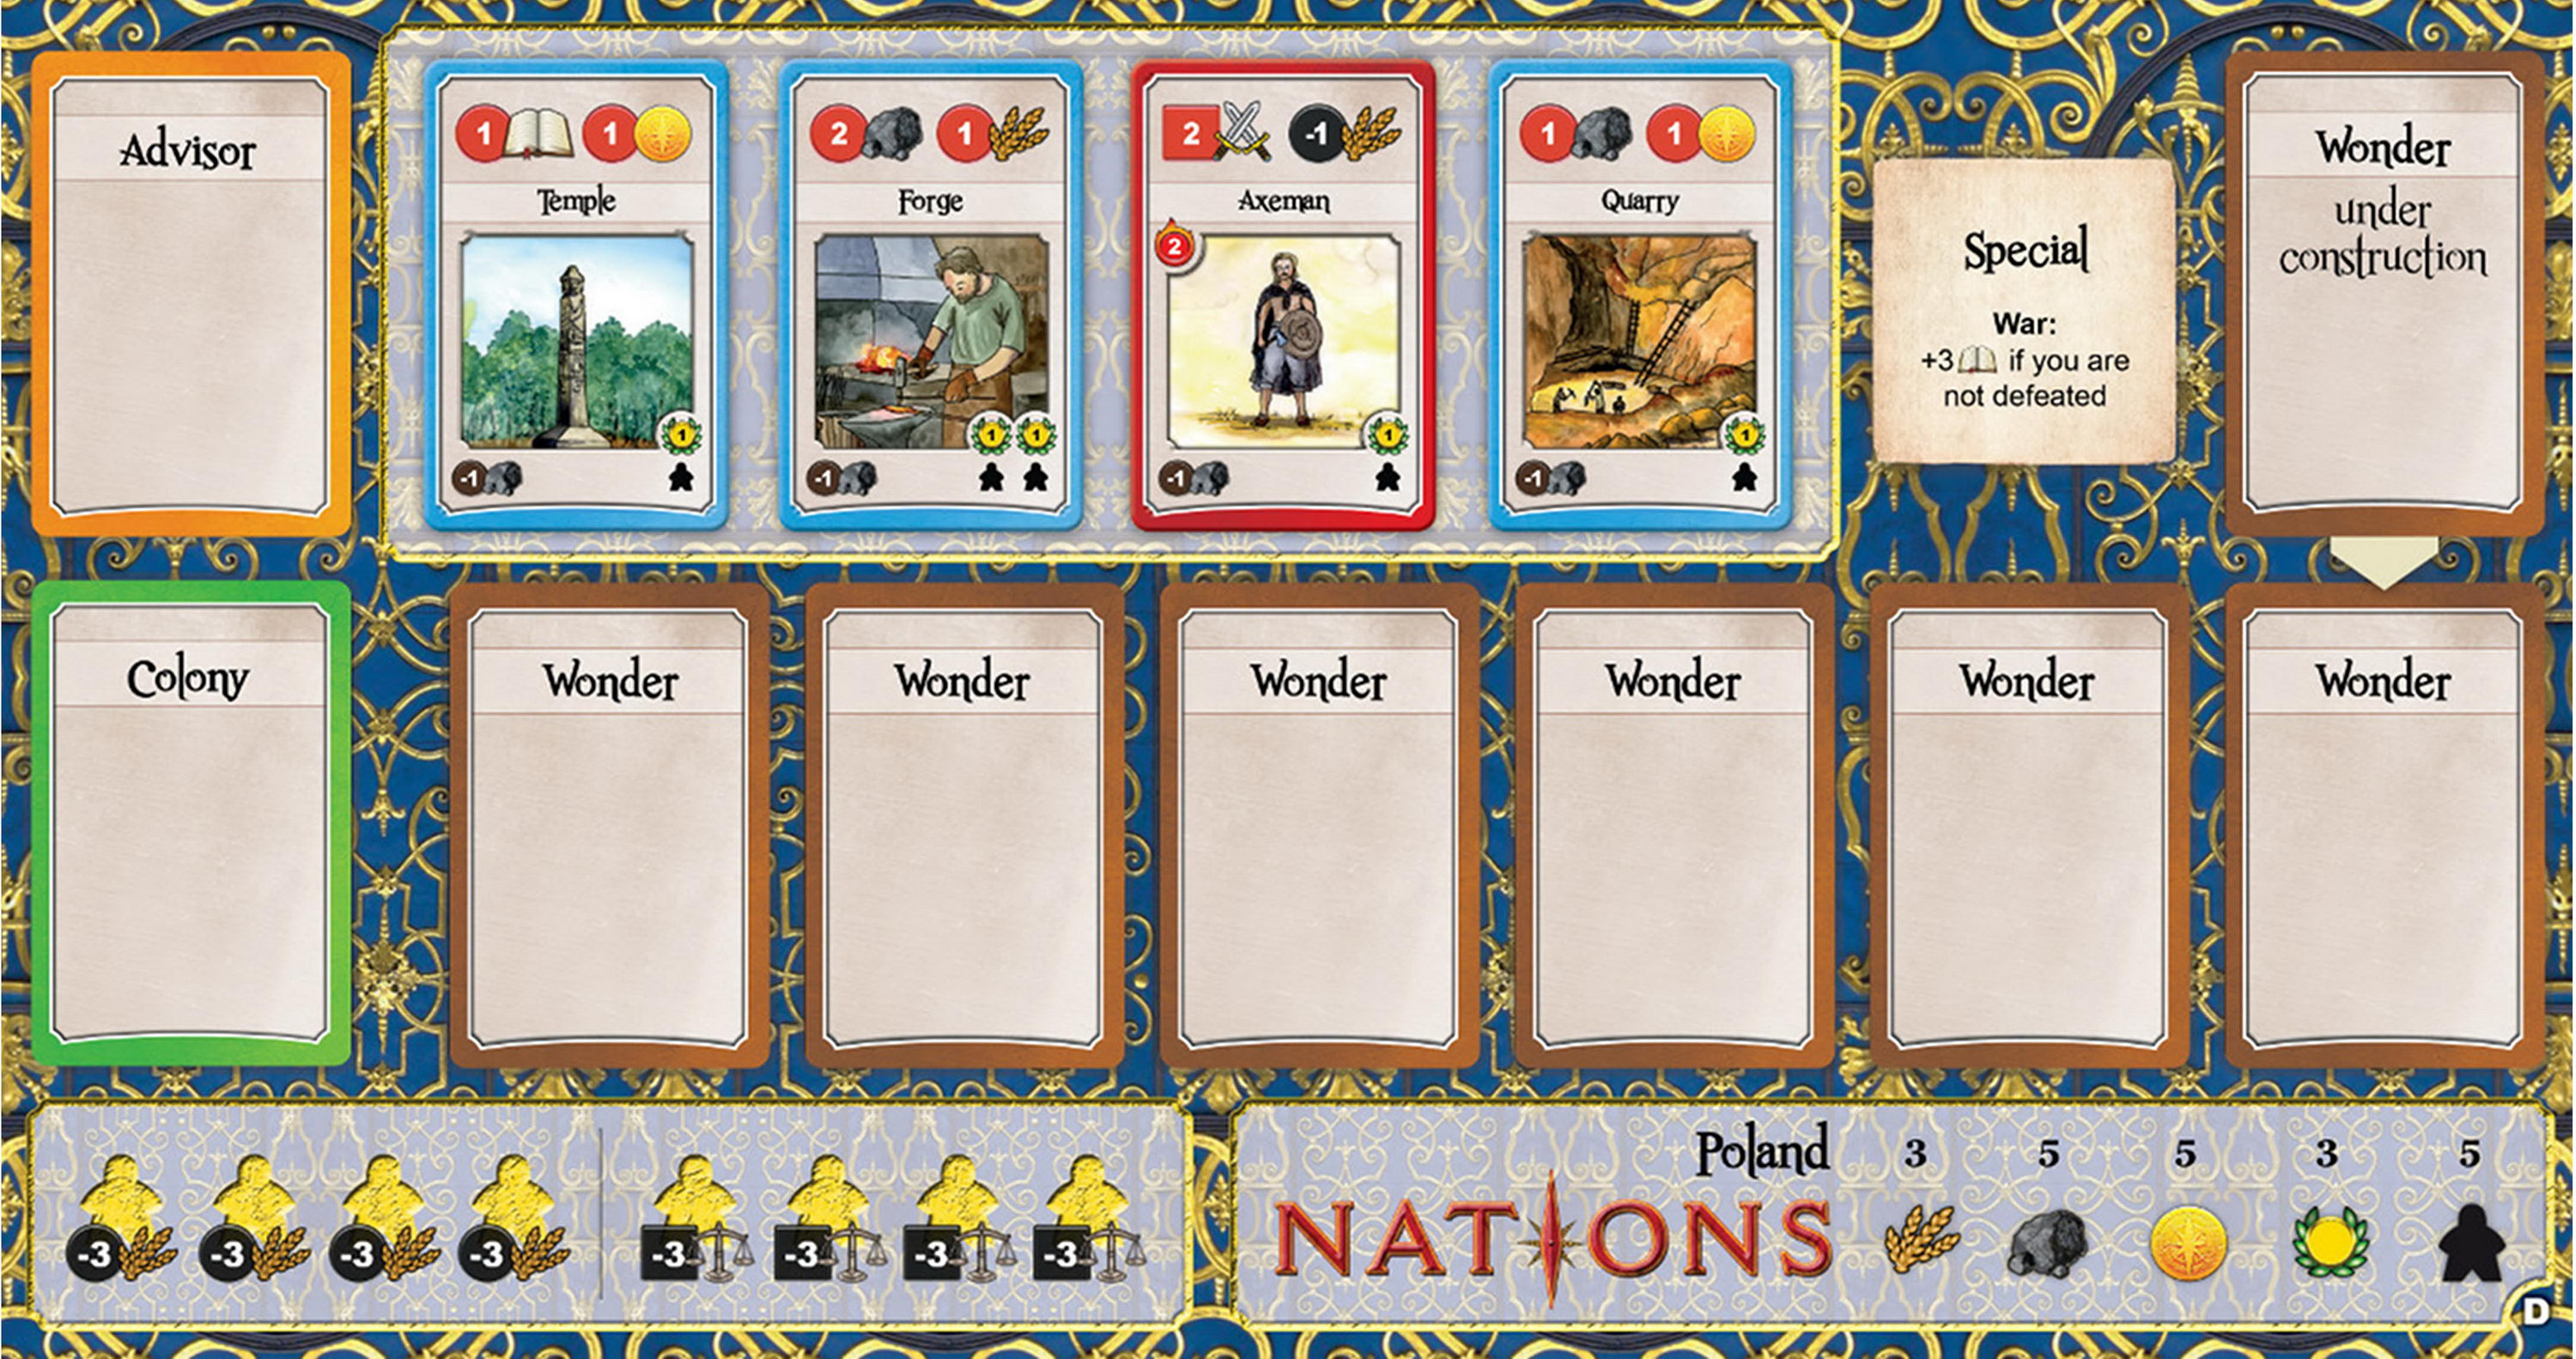 Advisor
1 1
Temple
1
-1
2 1
Forge
1 1
-1
2 -1
Axeman
2
1
-1
1 1
Quarry
1
-1
Special
War:
+3 if you are
not defeated
Wonder
under
construction
Colony
Wonder
Wonder
Wonder
Wonder
Wonder
Wonder
-3 -3 -3 -3
-3 -3 -3 -3
Poland
NATIONS
3 5 5 3 5
D